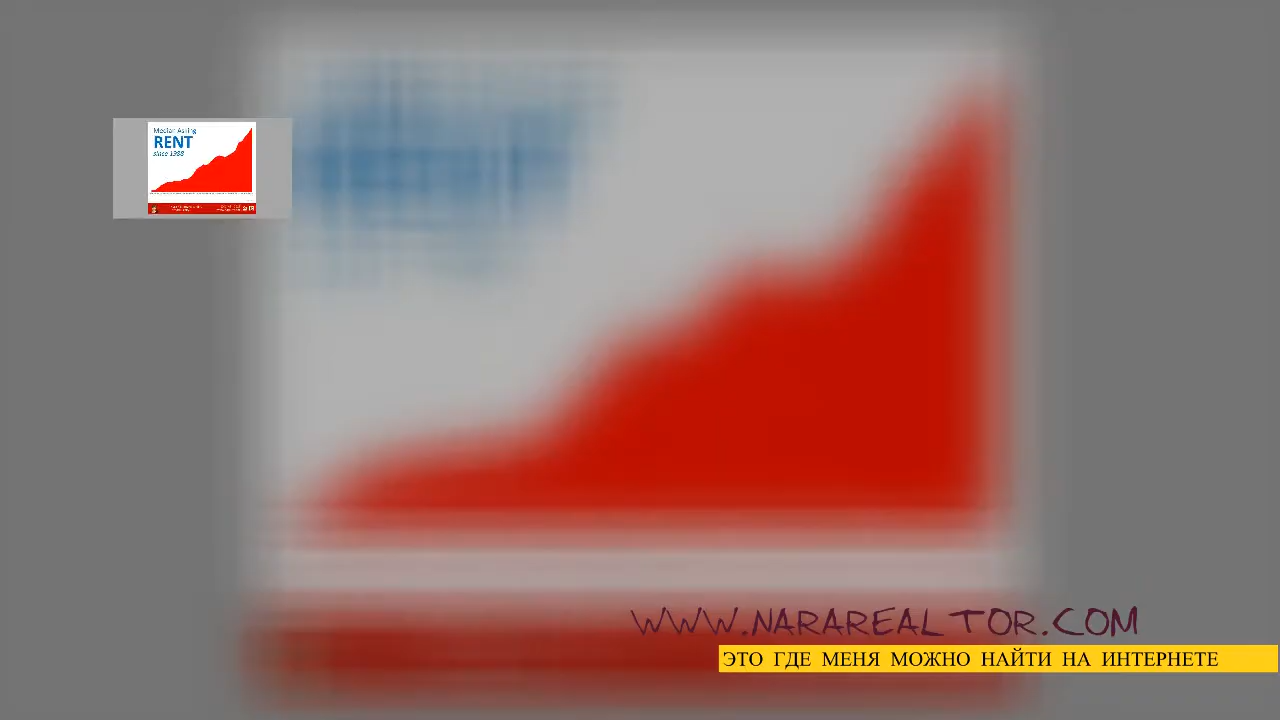 Median Asking
RENT
since 1988
WWW.NARAREALTOR.COM
ЭТО ГДЕ МЕНЯ МОЖНО НАЙТИ НА ИНТЕРНЕТЕ